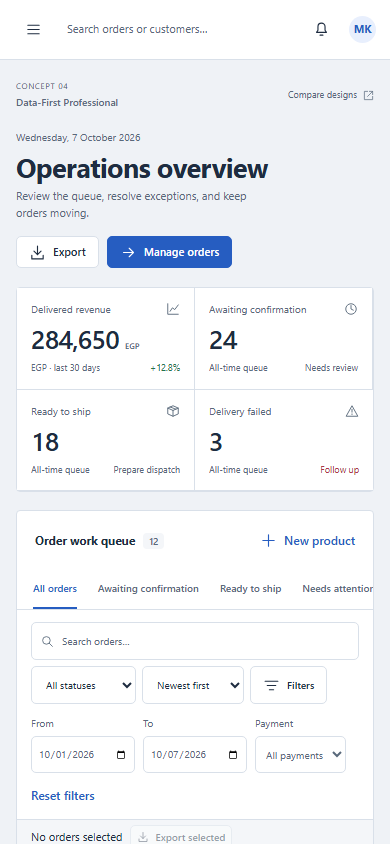 Search orders or customers...
MK
CONCEPT 04
Data-First Professional
Compare designs
Wednesday, 7 October 2026
Operations overview
Review the queue, resolve exceptions, and keep
orders moving.
Export
Manage orders
Delivered revenue
284,650 EGP
EGP · last 30 days
+12.8%
Awaiting confirmation
24
All-time queue
Needs review
Ready to ship
18
All-time queue
Prepare dispatch
Delivery failed
3
All-time queue
Follow up
Order work queue 12
New product
All orders
Awaiting confirmation
Ready to ship
Needs attention
Search orders...
All statuses
Newest first
Filters
From
To
Payment
10/01/2026
10/07/2026
All payments
Reset filters
No orders selected
Export selected